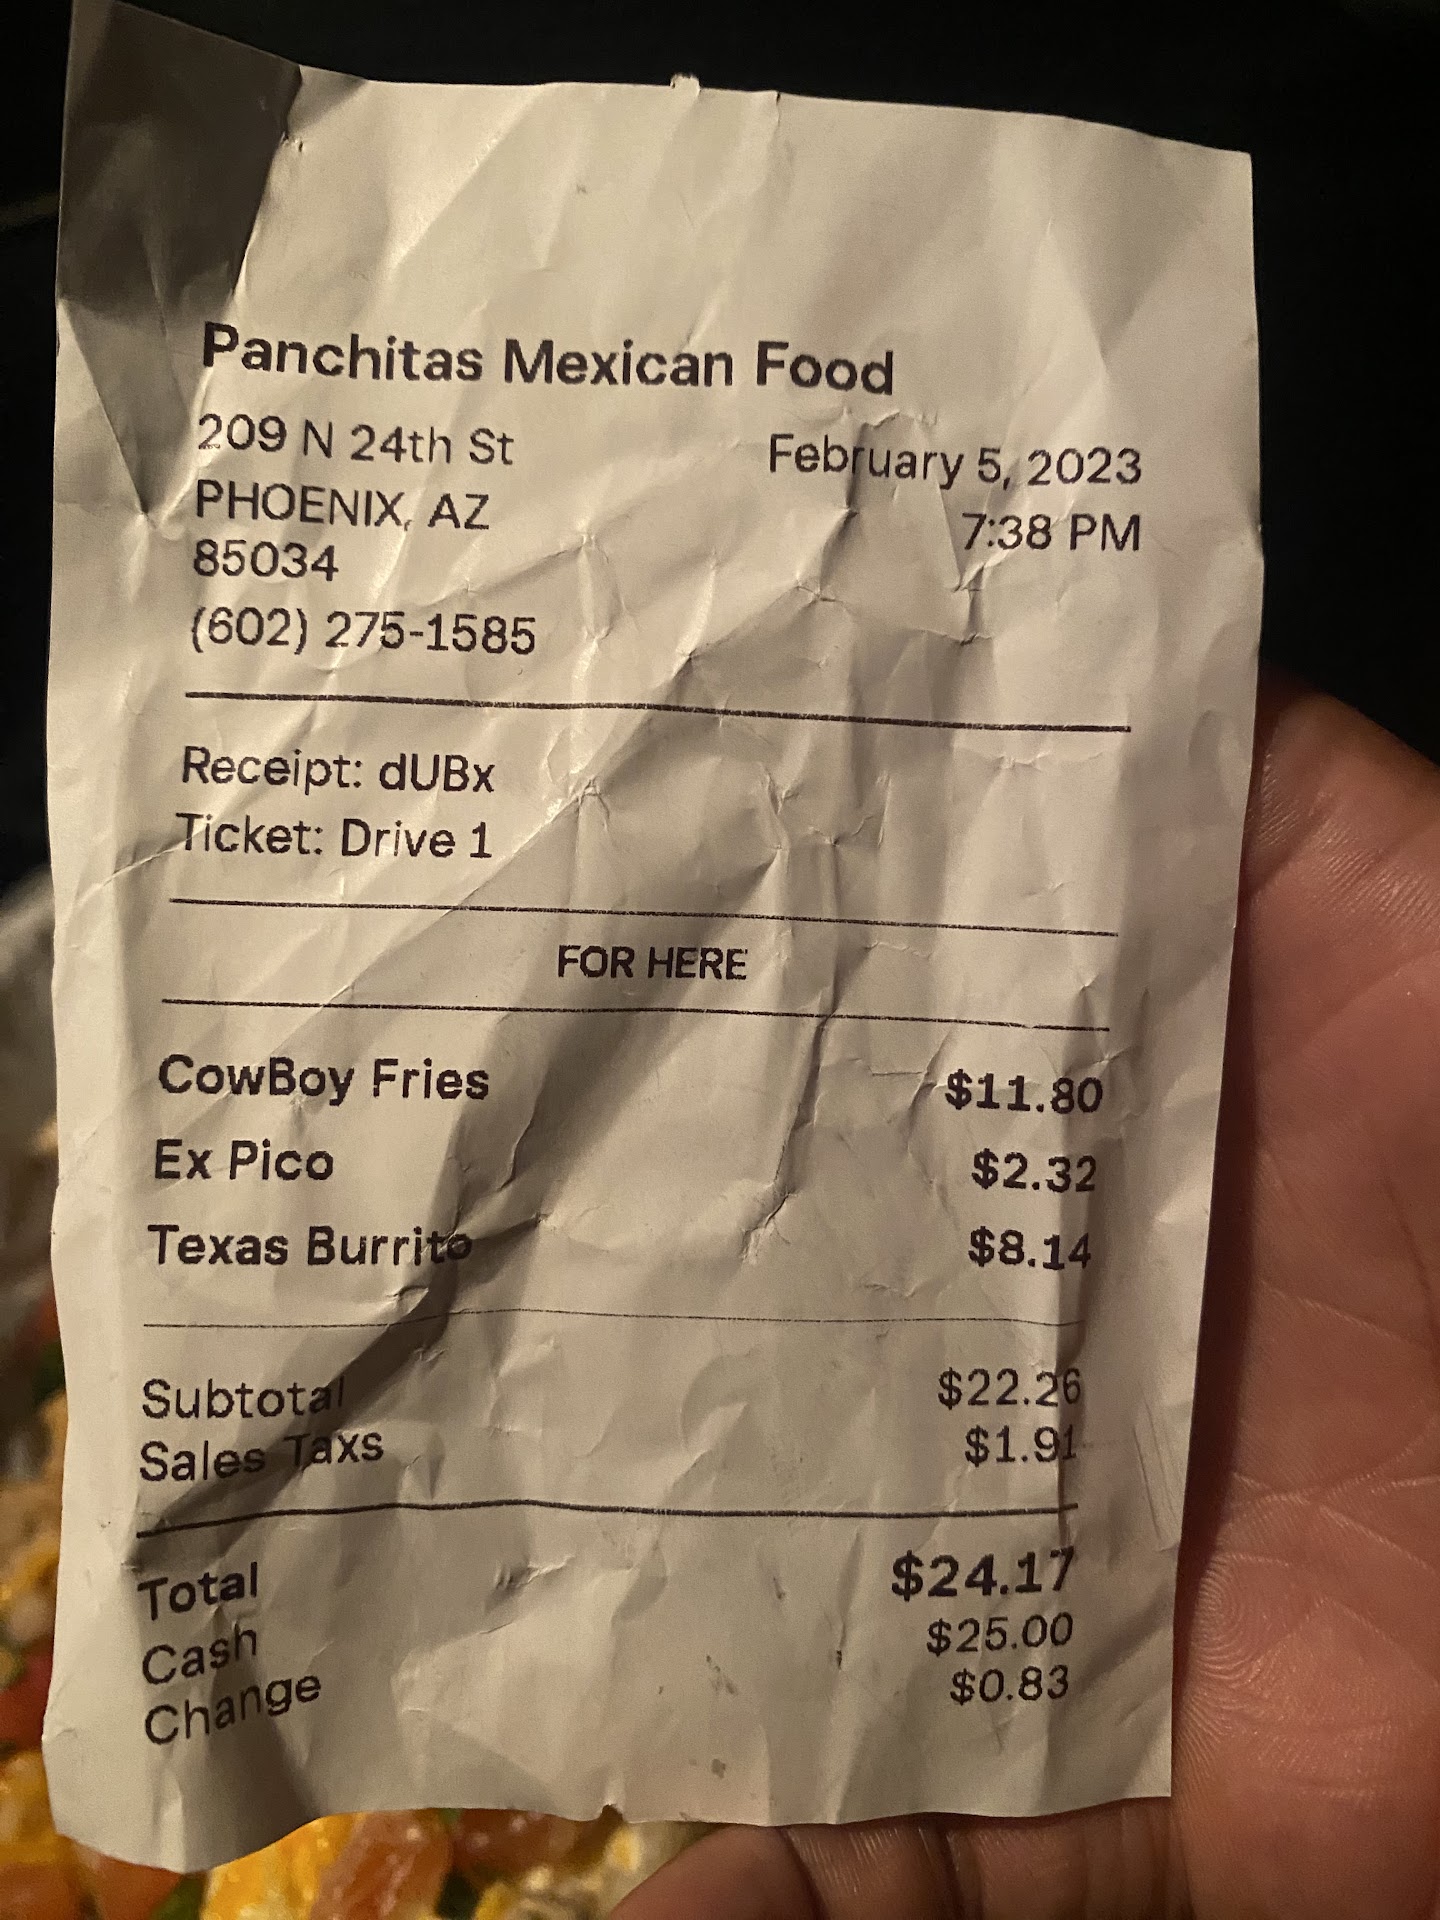 Panchitas Mexican Food
209 N 24th St
PHOENIX, AZ
85034
(602) 275-1585
February 5, 2023
7:38 PM
Receipt: dUBx
Ticket: Drive 1
FOR HERE
CowBoy Fries $11.80
Ex Pico $2.32
Texas Burrito $8.14
Subtotal $22.26
Sales Taxs $1.91
Total $24.17
Cash $25.00
Change $0.83